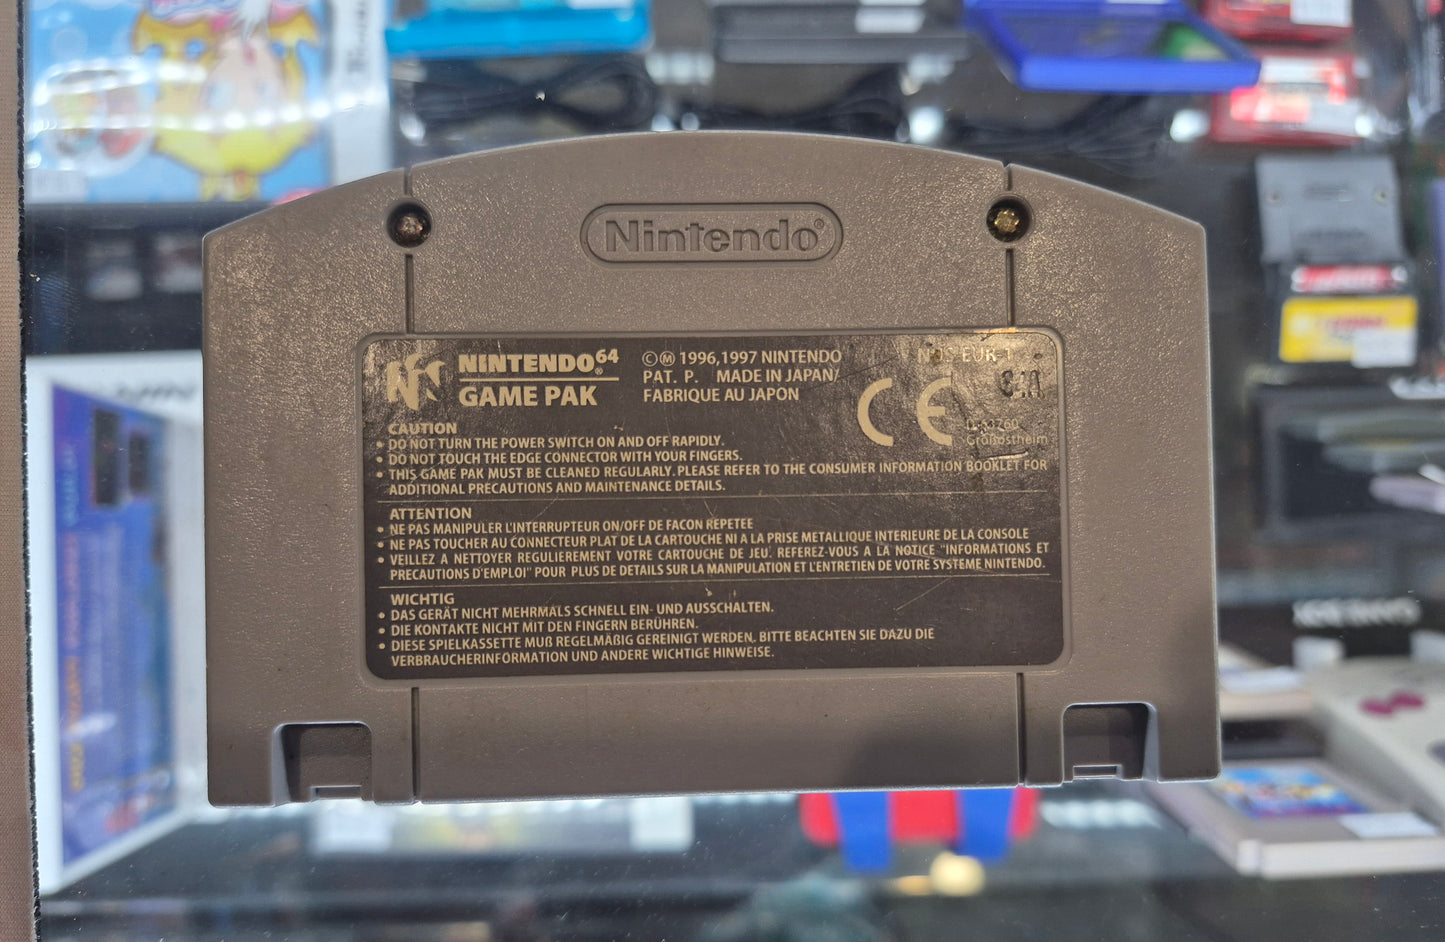 Nintendo®
NINTENDO⁶⁴®
GAME PAK
ⒸⓂ 1996,1997 NINTENDO
PAT. P. MADE IN JAPAN/
FABRIQUE AU JAPON
EUR-1
CE
Großostheim
CAUTION
• DO NOT TURN THE POWER SWITCH ON AND OFF RAPIDLY.
• DO NOT TOUCH THE EDGE CONNECTOR WITH YOUR FINGERS.
• THIS GAME PAK MUST BE CLEANED REGULARLY. PLEASE REFER TO THE CONSUMER INFORMATION BOOKLET FOR
ADDITIONAL PRECAUTIONS AND MAINTENANCE DETAILS.
ATTENTION
• NE PAS MANIPULER L'INTERRUPTEUR ON/OFF DE FACON REPETEE
• NE PAS TOUCHER AU CONNECTEUR PLAT DE LA CARTOUCHE NI A LA PRISE METALLIQUE INTERIEURE DE LA CONSOLE
• VEILLEZ A NETTOYER REGULIEREMENT VOTRE CARTOUCHE DE JEU. REFEREZ-VOUS A LA NOTICE "INFORMATIONS ET
PRECAUTIONS D'EMPLOI" POUR PLUS DE DETAILS SUR LA MANIPULATION ET L'ENTRETIEN DE VOTRE SYSTEME NINTENDO.
WICHTIG
• DAS GERÄT NICHT MEHRMALS SCHNELL EIN- UND AUSSCHALTEN.
• DIE KONTAKTE NICHT MIT DEN FINGERN BERÜHREN.
• DIESE SPIELKASSETTE MUß REGELMÄßIG GEREINIGT WERDEN. BITTE BEACHTEN SIE DAZU DIE
VERBRAUCHERINFORMATION UND ANDERE WICHTIGE HINWEISE.